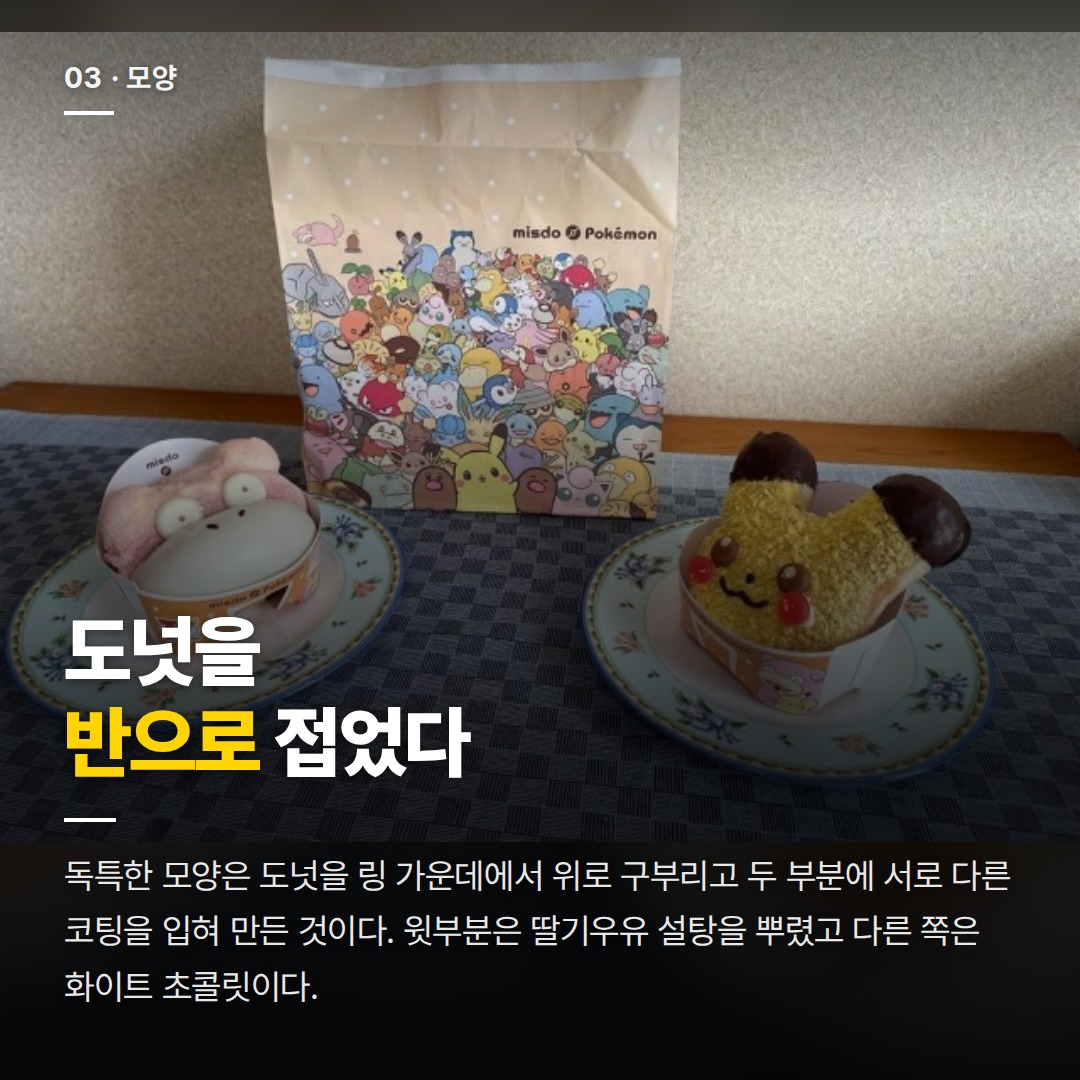 03 · 모양
misdo Pokémon
misdo
misdo Pokémon
도넛을
반으로 접었다
독특한 모양은 도넛을 링 가운데에서 위로 구부리고 두 부분에 서로 다른
코팅을 입혀 만든 것이다. 윗부분은 딸기우유 설탕을 뿌렸고 다른 쪽은
화이트 초콜릿이다.